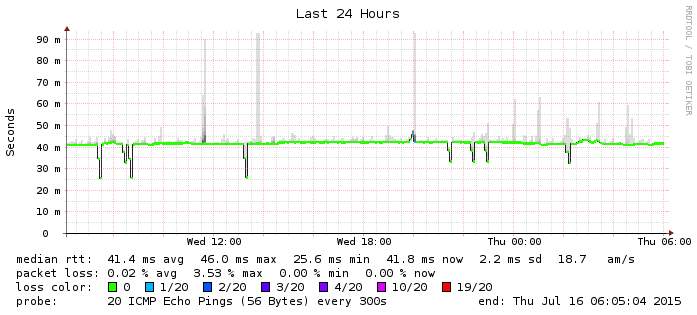 Last 24 Hours
RRDTOOL / TOBI OETIKER
Seconds
90 m
80 m
70 m
60 m
50 m
40 m
30 m
20 m
10 m
0
Wed 12:00 Wed 18:00 Thu 00:00 Thu 06:00
median rtt: 41.4 ms avg 46.0 ms max 25.6 ms min 41.8 ms now 2.2 ms sd 18.7 am/s
packet loss: 0.02 % avg 3.53 % max 0.00 % min 0.00 % now
loss color: 0 1/20 2/20 3/20 4/20 10/20 19/20
probe: 20 ICMP Echo Pings (56 Bytes) every 300s end: Thu Jul 16 06:05:04 2015